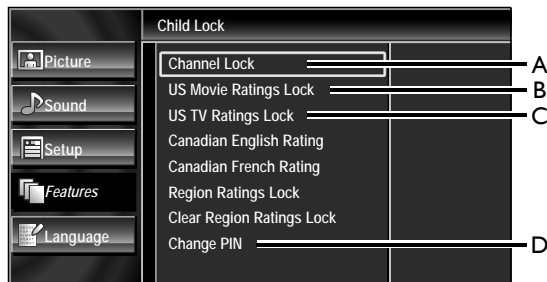 Child Lock
Picture
Sound
Setup
Features
Language
Channel Lock
US Movie Ratings Lock
US TV Ratings Lock
Canadian English Rating
Canadian French Rating
Region Ratings Lock
Clear Region Ratings Lock
Change PIN
A
B
C
D